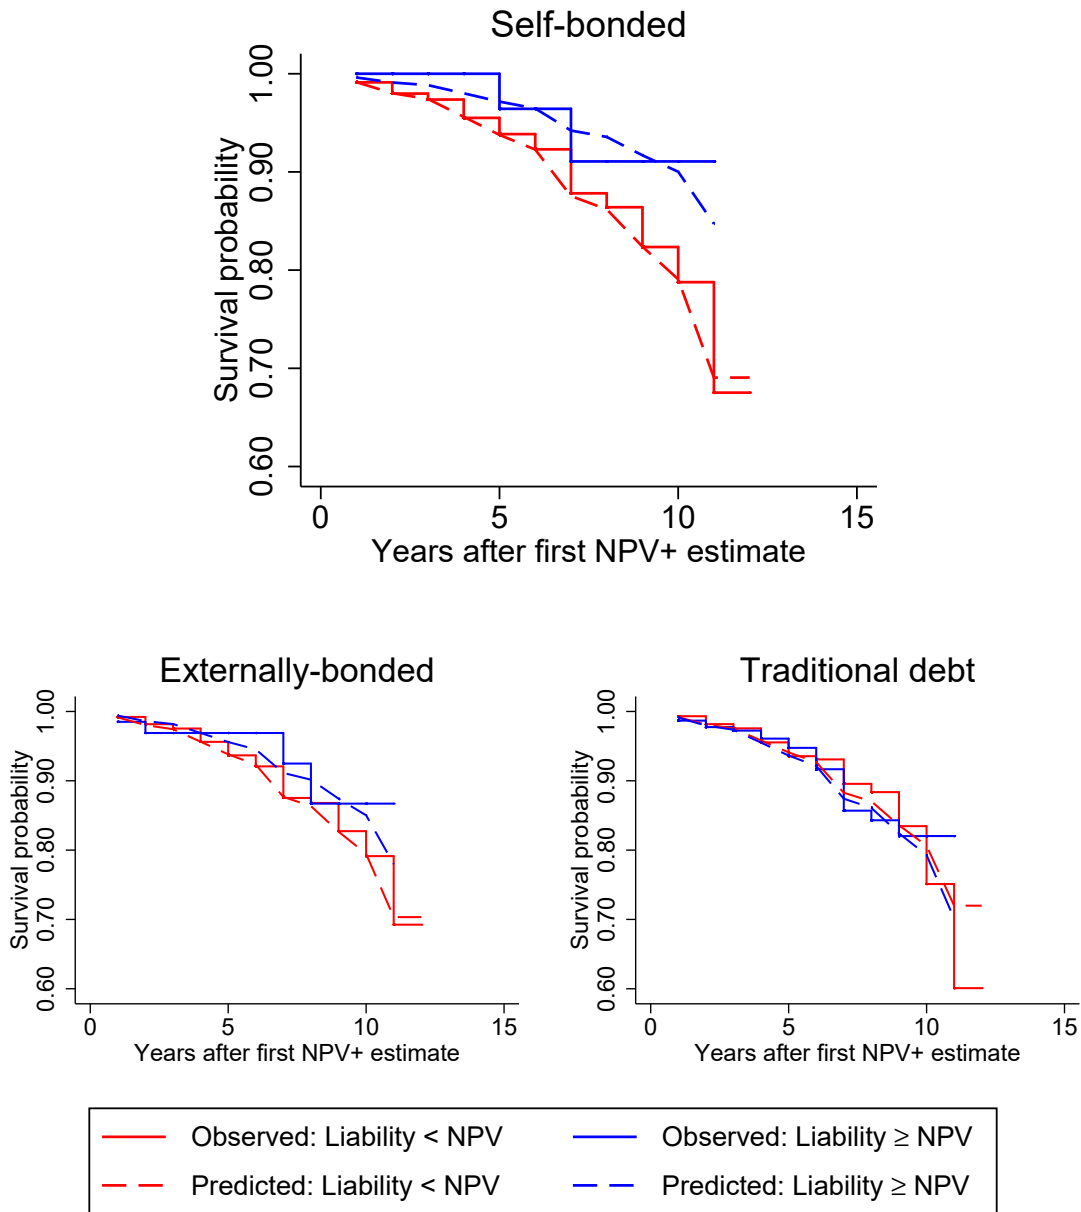 Self-bonded
Survival probability
1.00
0.90
0.80
0.70
0.60
0 5 10 15
Years after first NPV+ estimate
Externally-bonded
Survival probability
1.00
0.90
0.80
0.70
0.60
0 5 10 15
Years after first NPV+ estimate
Traditional debt
Survival probability
1.00
0.90
0.80
0.70
0.60
0 5 10 15
Years after first NPV+ estimate
Observed: Liability < NPV
Observed: Liability ≥ NPV
Predicted: Liability < NPV
Predicted: Liability ≥ NPV